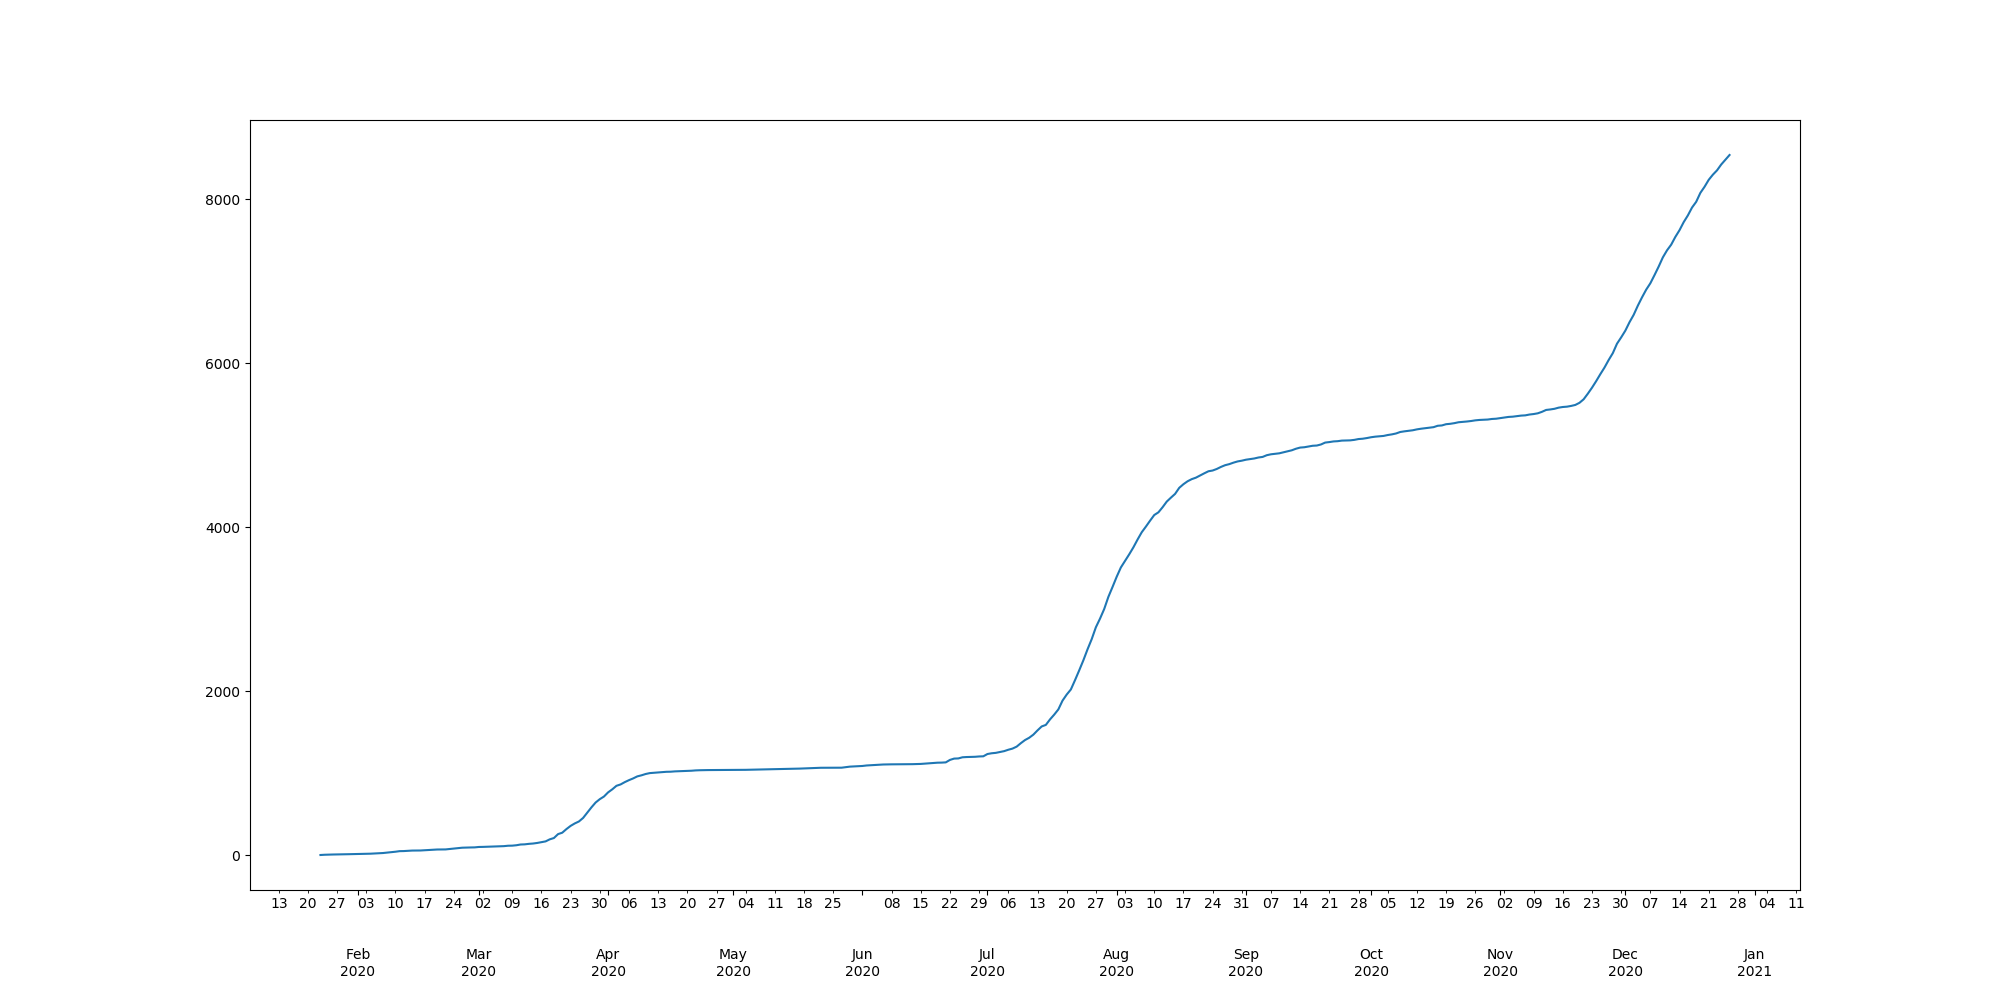 8000
6000
4000
2000
0
13 20 27 03 10 17 24 02 09 16 23 30 06 13 20 27 04 11 18 25 08 15 22 29 06 13 20 27 03 10 17 24 31 07 14 21 28 05 12 19 26 02 09 16 23 30 07 14 21 28 04 11
Feb Mar Apr May Jun Jul Aug Sep Oct Nov Dec Jan
2020 2020 2020 2020 2020 2020 2020 2020 2020 2020 2020 2021